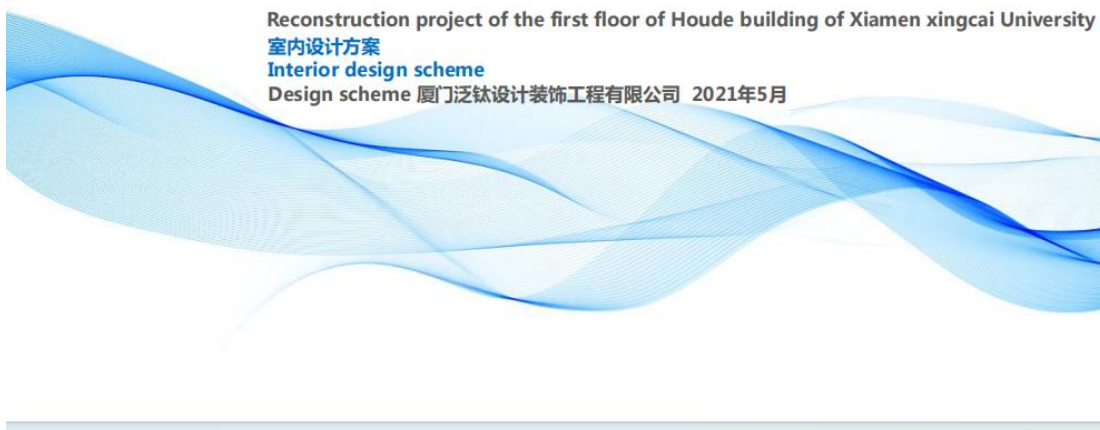 Reconstruction project of the first floor of Houde building of Xiamen xingcai University
室内设计方案
Interior design scheme
Design scheme 厦门泛钛设计装饰工程有限公司 2021年5月